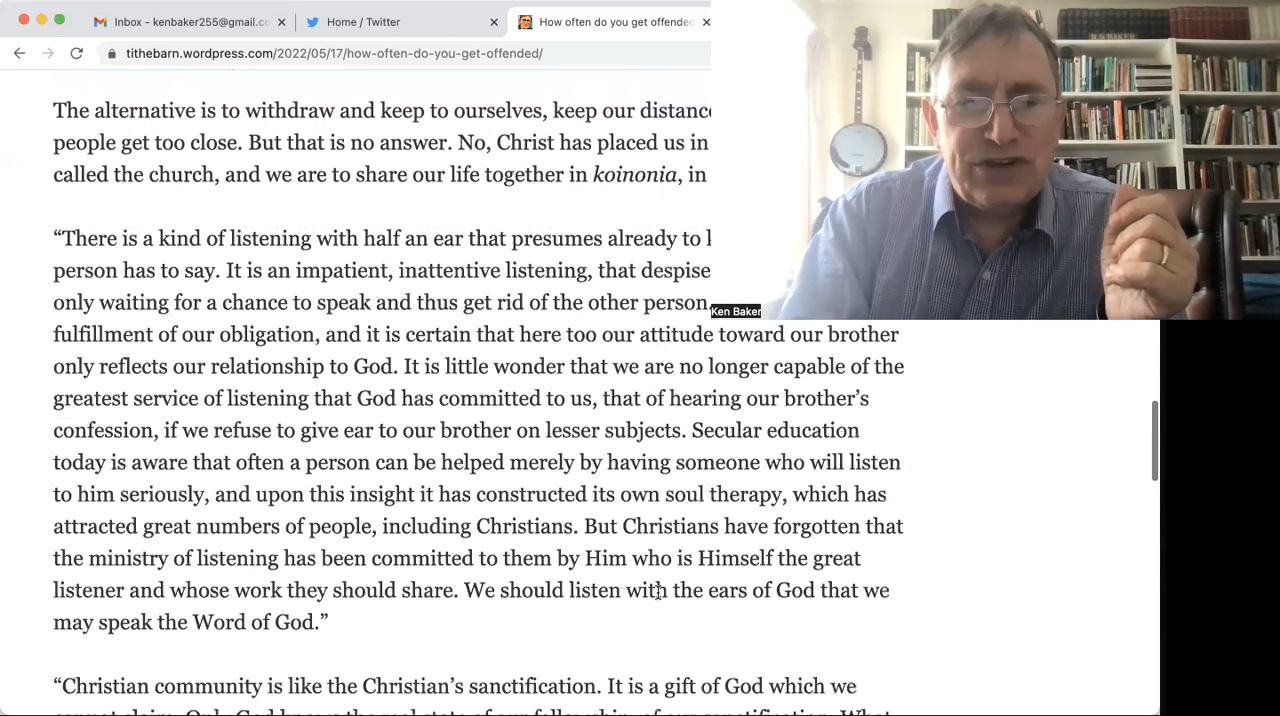 Inbox - kenbaker255@gmail.co
Home / Twitter
How often do you get offended
tithebarn.wordpress.com/2022/05/17/how-often-do-you-get-offended/
The alternative is to withdraw and keep to ourselves, keep our distanc
people get too close. But that is no answer. No, Christ has placed us in
called the church, and we are to share our life together in koinonia, in
“There is a kind of listening with half an ear that presumes already to
person has to say. It is an impatient, inattentive listening, that despise
only waiting for a chance to speak and thus get rid of the other person.
fulfillment of our obligation, and it is certain that here too our attitude toward our brother
only reflects our relationship to God. It is little wonder that we are no longer capable of the
greatest service of listening that God has committed to us, that of hearing our brother’s
confession, if we refuse to give ear to our brother on lesser subjects. Secular education
today is aware that often a person can be helped merely by having someone who will listen
to him seriously, and upon this insight it has constructed its own soul therapy, which has
attracted great numbers of people, including Christians. But Christians have forgotten that
the ministry of listening has been committed to them by Him who is Himself the great
listener and whose work they should share. We should listen with the ears of God that we
may speak the Word of God.”
“Christian community is like the Christian’s sanctification. It is a gift of God which we
Ken Baker